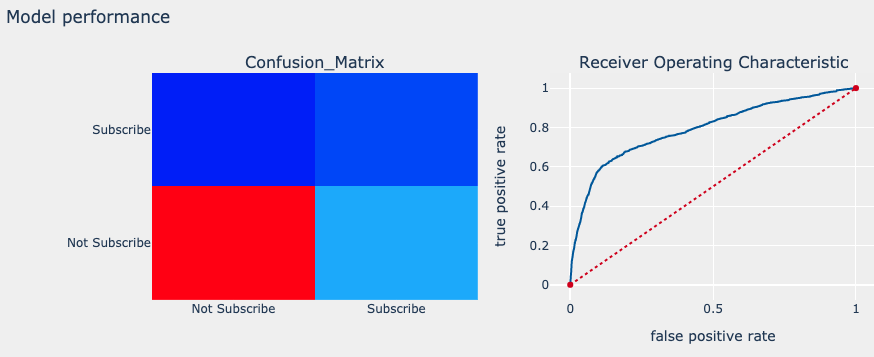 Model performance
Confusion_Matrix
Subscribe
Not Subscribe
Not Subscribe
Subscribe
Receiver Operating Characteristic
true positive rate
1
0.8
0.6
0.4
0.2
0
0
0.5
1
false positive rate